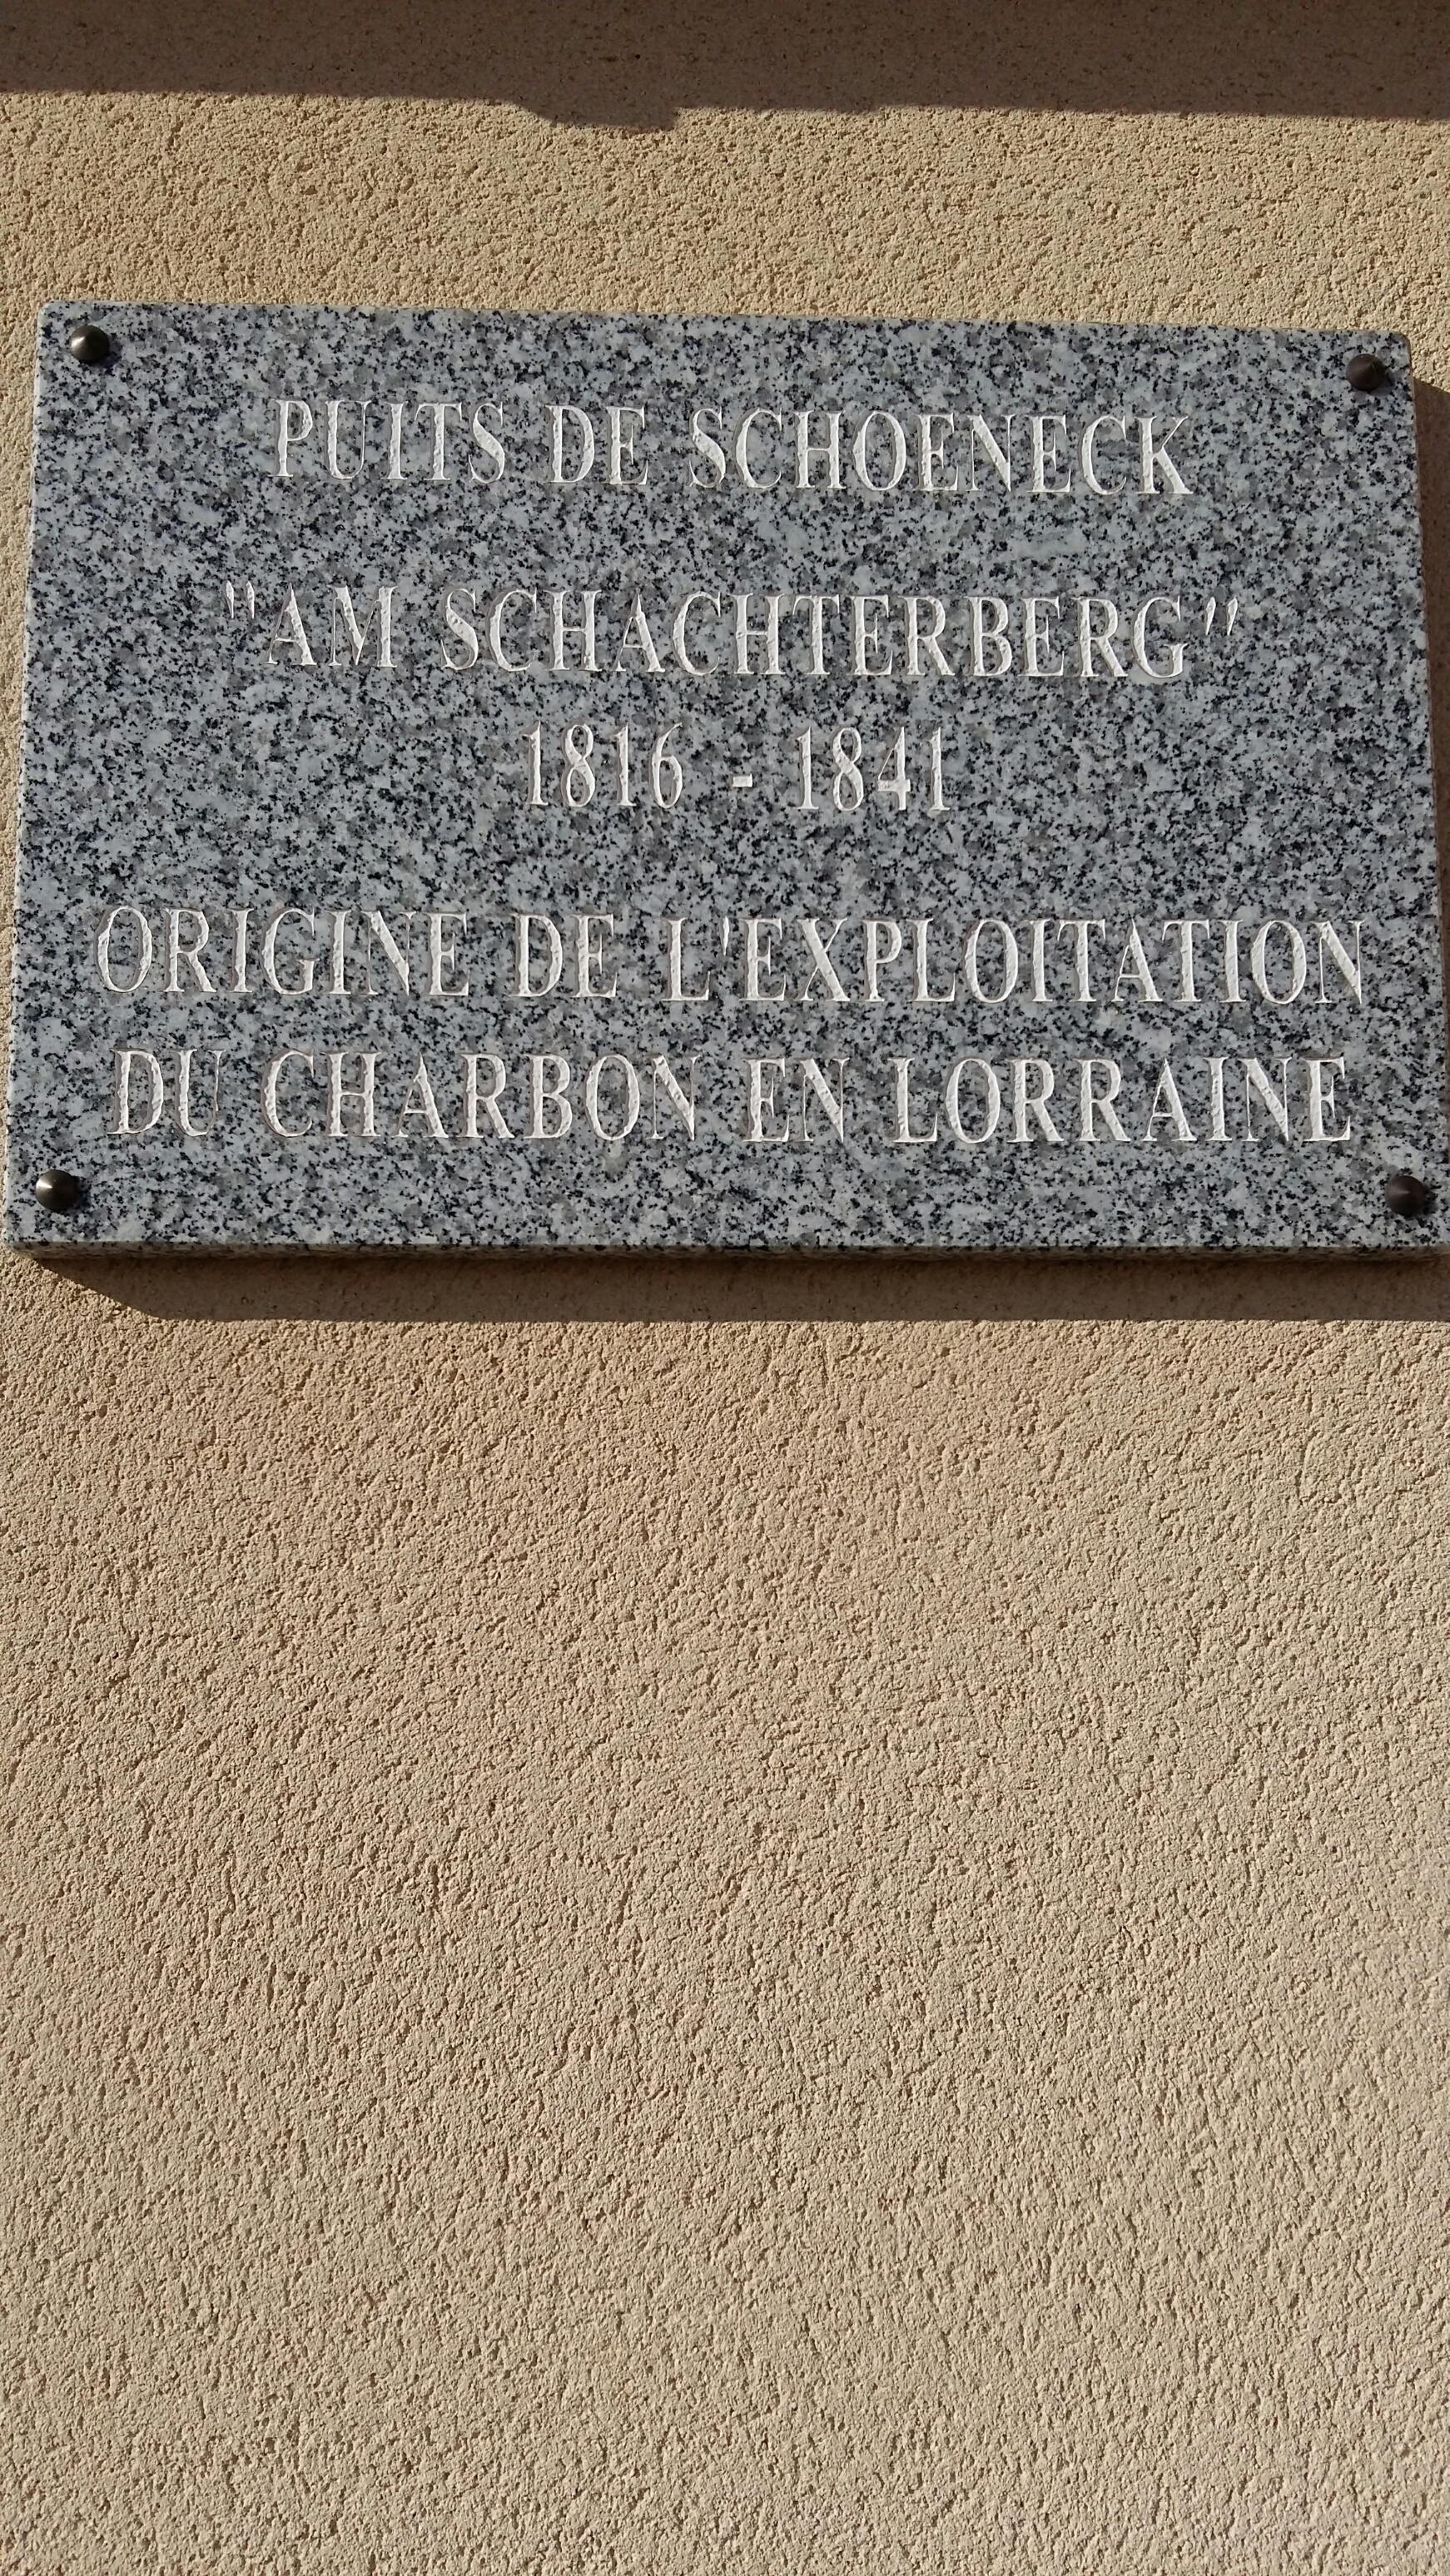 PUITS DE SCHOENECK
"AM SCHACHTERBERG"
1816 - 1841
ORIGINE DE L'EXPLOITATION
DU CHARBON EN LORRAINE